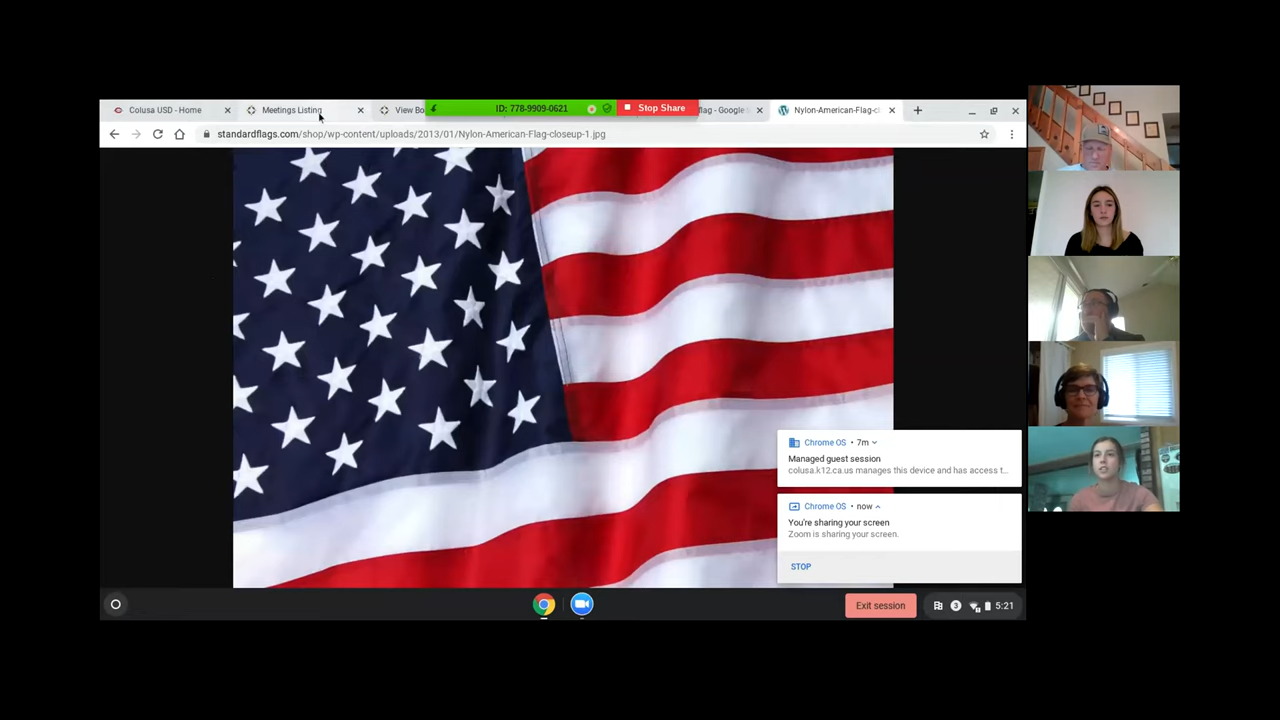 Colusa USD - Home
Meetings Listing
View Bo
ID: 778-9909-0621
Stop Share
flag - Google S
Nylon-American-Flag-cl
standardflags.com/shop/wp-content/uploads/2013/01/Nylon-American-Flag-closeup-1.jpg
Chrome OS • 7m
Managed guest session
colusa.k12.ca.us manages this device and has access t...
Chrome OS • now
You're sharing your screen
Zoom is sharing your screen.
STOP
Exit session
3
5:21